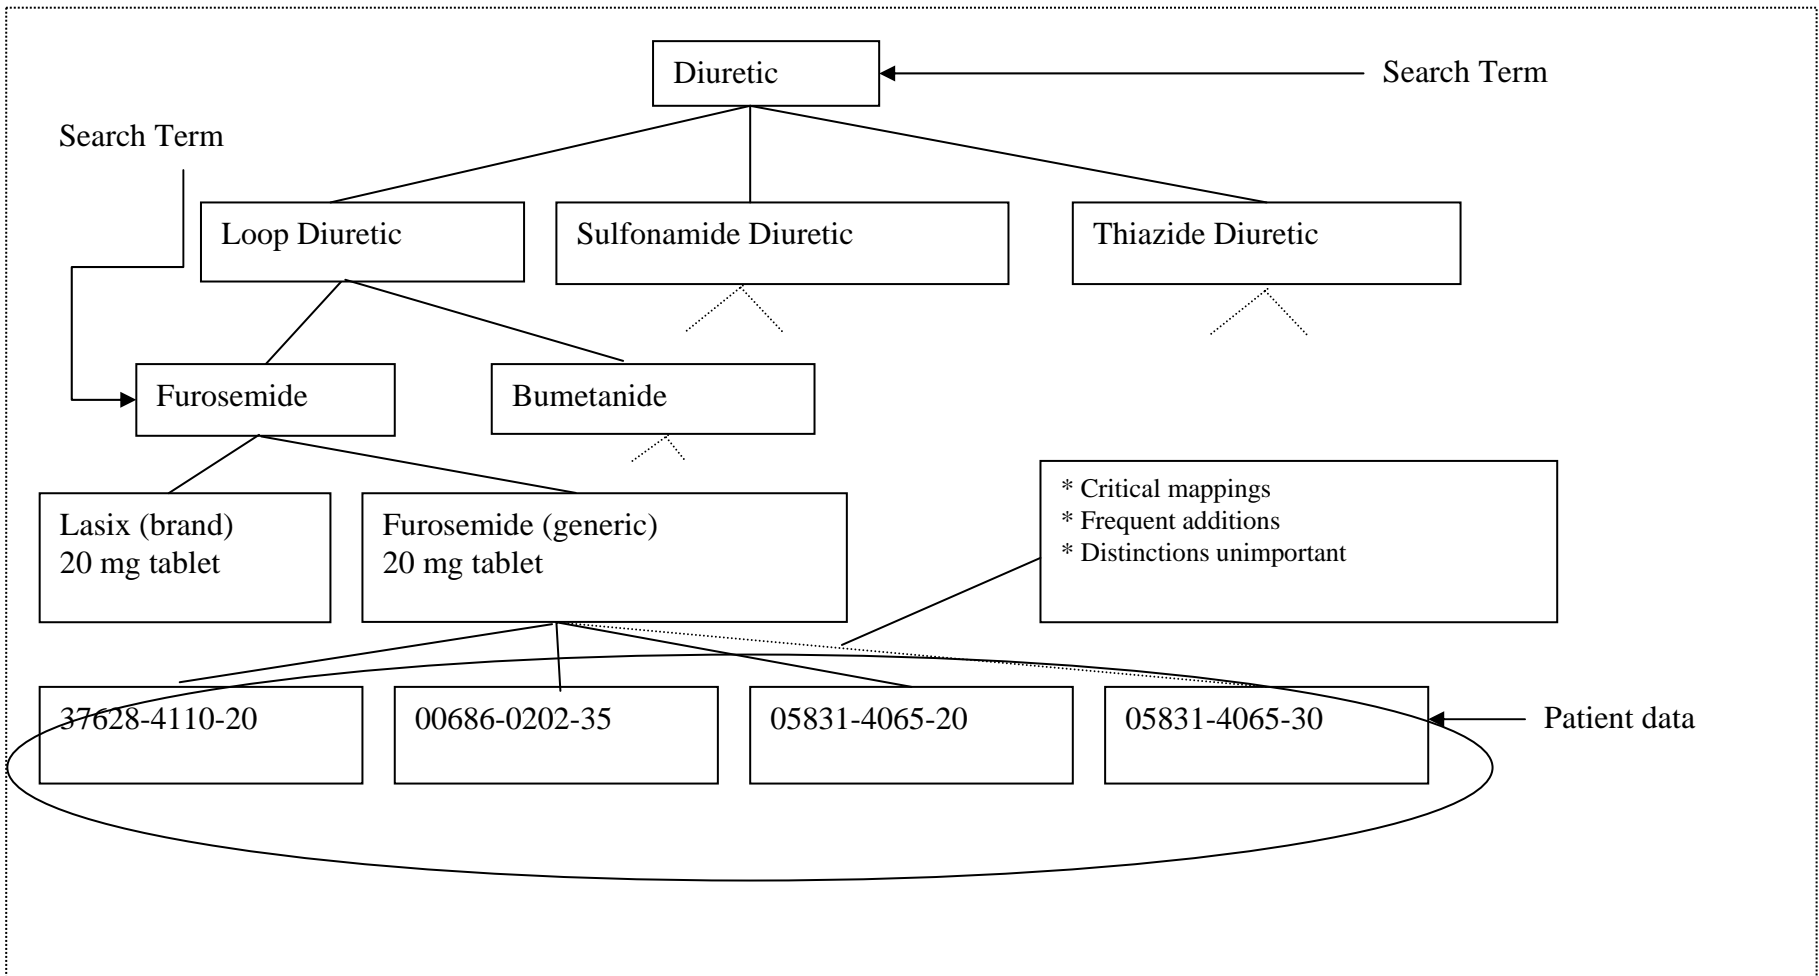 Diuretic
Search Term
Search Term
Loop Diuretic
Sulfonamide Diuretic
Thiazide Diuretic
Furosemide
Bumetanide
Lasix (brand)
20 mg tablet
Furosemide (generic)
20 mg tablet
* Critical mappings
* Frequent additions
* Distinctions unimportant
37628-4110-20
00686-0202-35
05831-4065-20
05831-4065-30
Patient data